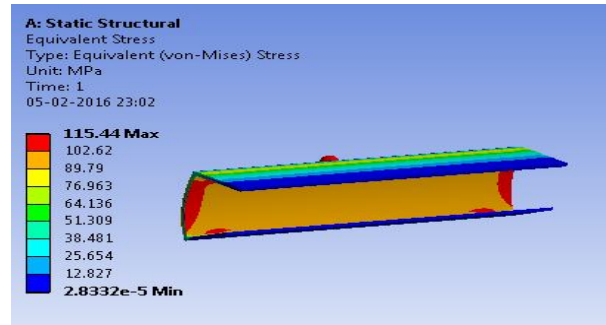 A: Static Structural
Equivalent Stress
Type: Equivalent (von-Mises) Stress
Unit: MPa
Time: 1
05-02-2016 23:02
115.44 Max
102.62
89.79
76.963
64.136
51.309
38.481
25.654
12.827
2.8332e-5 Min